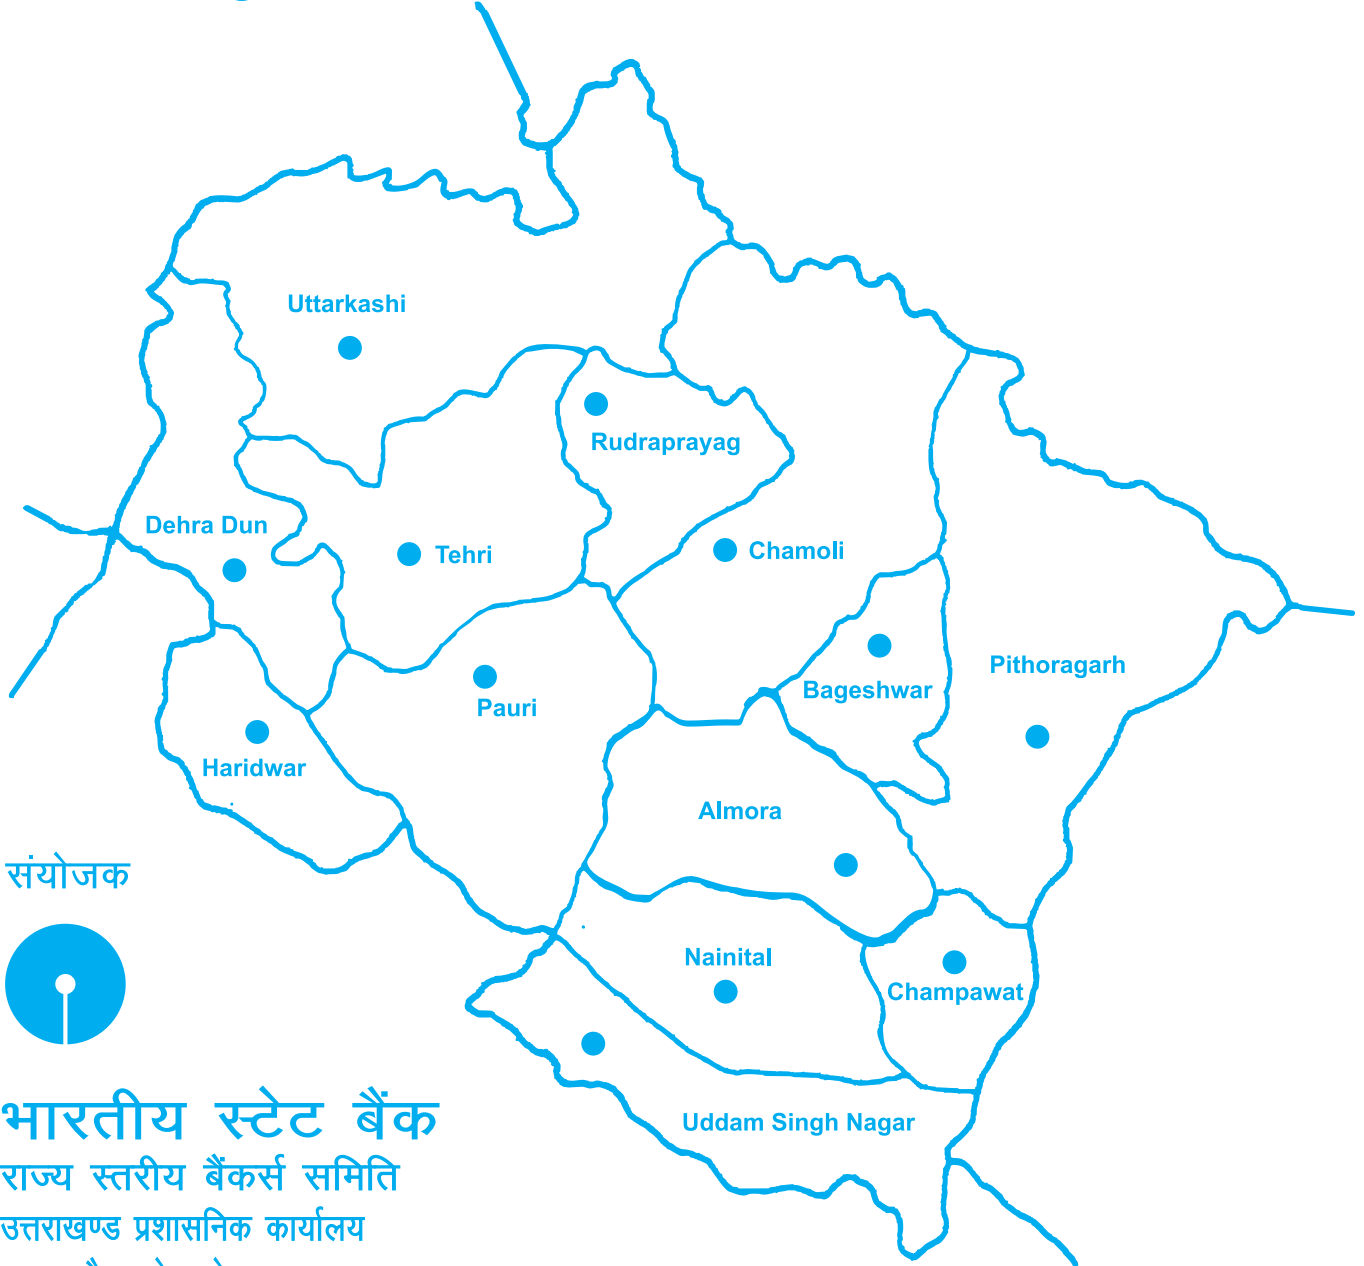 Uttarkashi
Rudraprayag
Dehra Dun
Tehri
Chamoli
Pithoragarh
Bageshwar
Pauri
Haridwar
Almora
संयोजक
Nainital
Champawat
भारतीय स्टेट बैंक
Uddam Singh Nagar
राज्य स्तरीय बैंकर्स समिति
उत्तराखण्ड प्रशासनिक कार्यालय